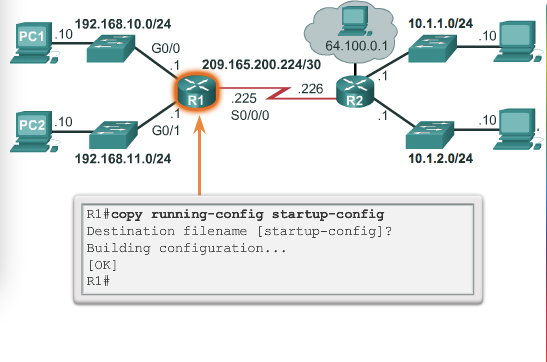 192.168.10.0/24
10.1.1.0/24
PC1
.10
G0/0
64.100.0.1
.10
.1
209.165.200.224/30
.1
R1
.225
.226
R2
S0/0/0
PC2
.10
.1
G0/1
.1
.10
192.168.11.0/24
10.1.2.0/24
R1#copy running-config startup-config
Destination filename [startup-config]?
Building configuration...
[OK]
R1#